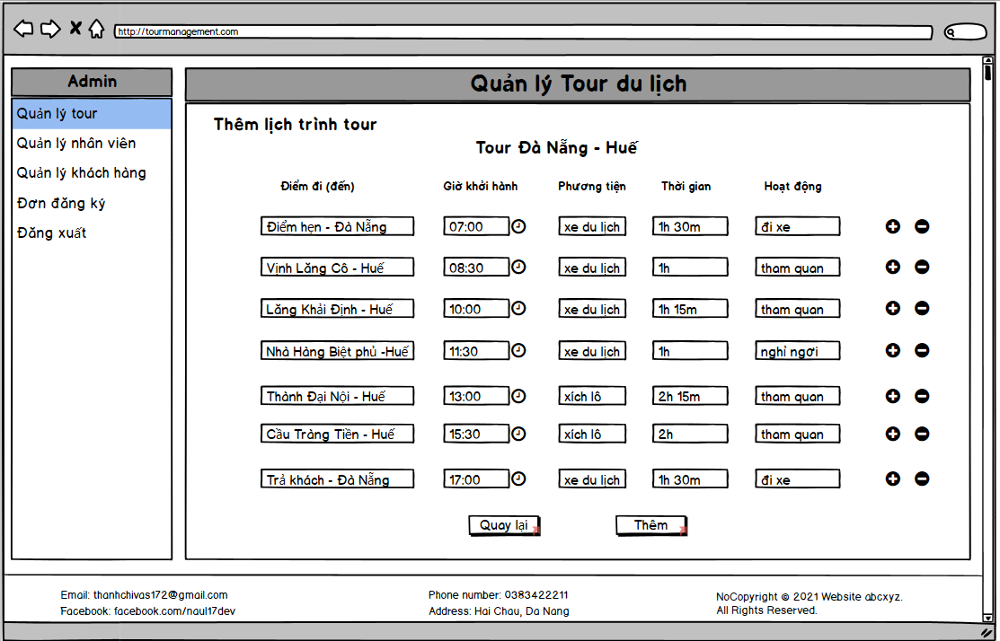 http://tourmanagement.com
Admin
Quản lý tour
Quản lý nhân viên
Quản lý khách hàng
Đơn đăng ký
Đăng xuất
Quản lý Tour du lịch
Thêm lịch trình tour
Tour Đà Nẵng - Huế
Điểm đi (đến) Giờ khởi hành Phương tiện Thời gian Hoạt động
Điểm hẹn - Đà Nẵng 07:00 xe du lịch 1h 30m đi xe
Vịnh Lăng Cô - Huế 08:30 xe du lịch 1h tham quan
Lăng Khải Định - Huế 10:00 xe du lịch 1h 15m tham quan
Nhà Hàng Biệt phủ -Huế 11:30 xe du lịch 1h nghỉ ngơi
Thành Đại Nội - Huế 13:00 xích lô 2h 15m tham quan
Cầu Tràng Tiền - Huế 15:30 xích lô 2h tham quan
Trả khách - Đà Nẵng 17:00 xe du lịch 1h 30m đi xe
Quay lại Thêm
Email: thanhchivas172@gmail.com
Facebook: facebook.com/naul17dev
Phone number: 0383422211
Address: Hai Chau, Da Nang
NoCopyright © 2021 Website abcxyz.
All Rights Reserved.